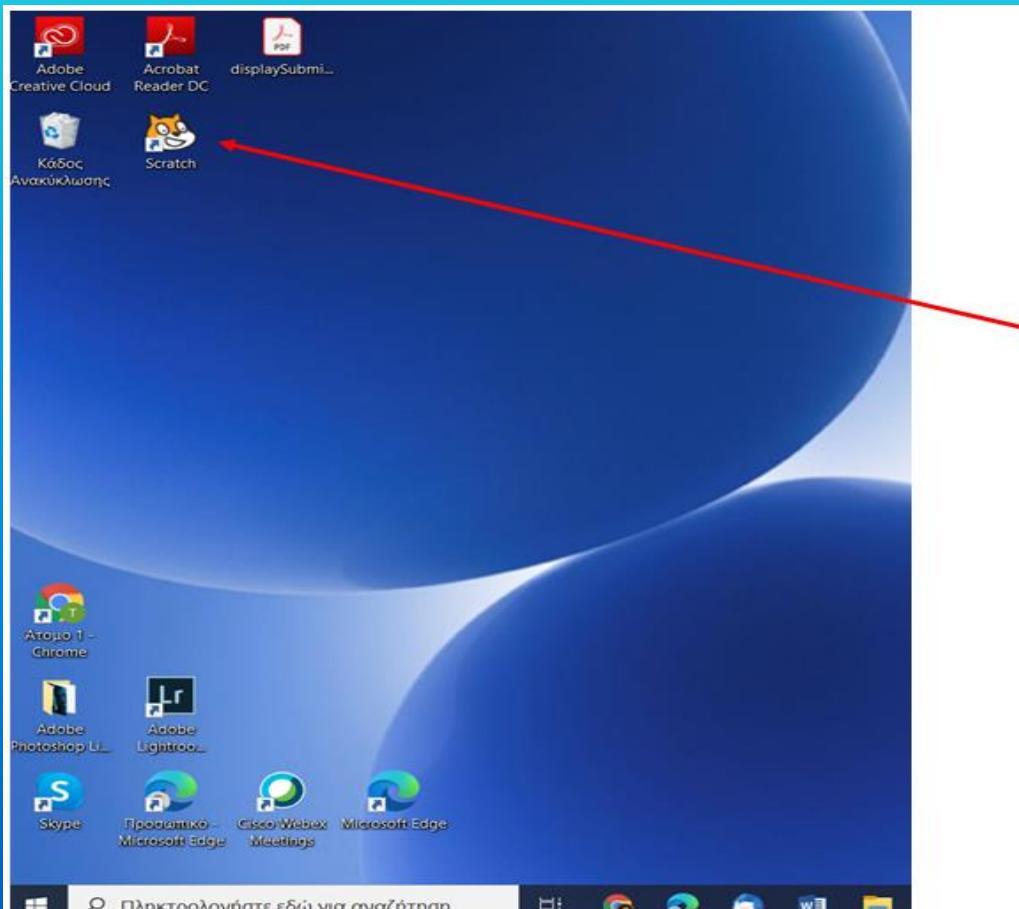 Adobe
Creative Cloud
Acrobat
Reader DC
PDF
displaySubmi...
Κάδος
Ανακύκλωσης
Scratch
T
Άτομο 1 -
Chrome
Adobe
Photoshop Li...
Lr
Adobe
Lightroo...
S
Skype
Προσωπικό -
Microsoft Edge
Cisco Webex
Meetings
Microsoft Edge
Πληκτρολογήστε εδώ για αναζήτηση
W